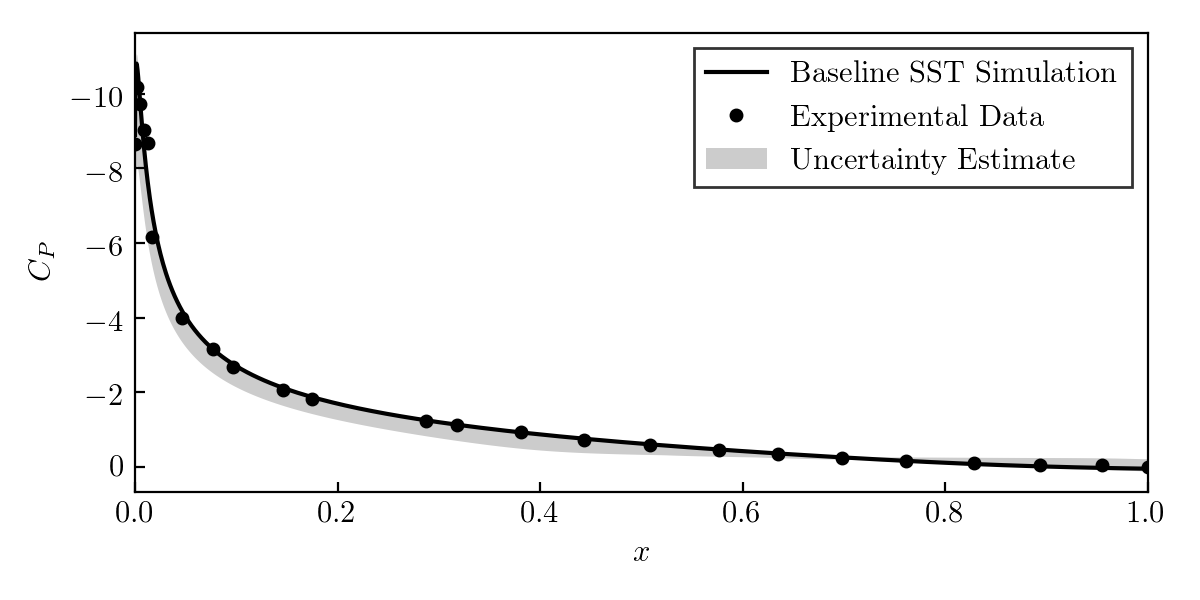 Baseline SST Simulation
Experimental Data
Uncertainty Estimate
−10
−8
−6
−4
−2
0
C_P
0.0 0.2 0.4 0.6 0.8 1.0
x